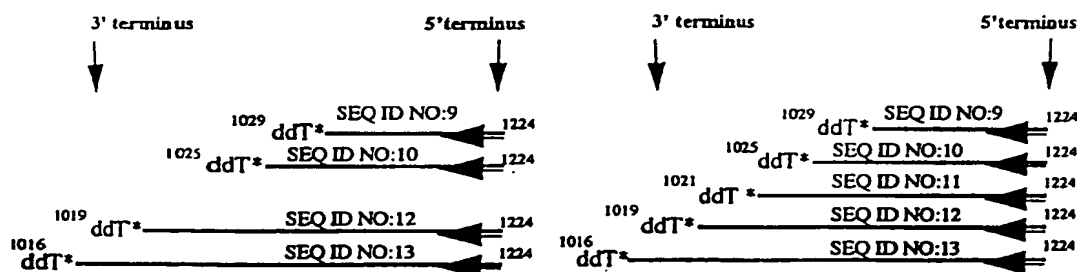 3' terminus 5'terminus 3' terminus 5'terminus
1029 ddT* SEQ ID NO:9 1224
1025 ddT* SEQ ID NO:10 1224
1019 ddT* SEQ ID NO:12 1224
1016 ddT* SEQ ID NO:13 1224
1029 ddT* SEQ ID NO:9 1224
1025 ddT* SEQ ID NO:10 1224
1021 ddT * SEQ ID NO:11 1224
1019 ddT* SEQ ID NO:12 1224
1016 ddT* SEQ ID NO:13 1224